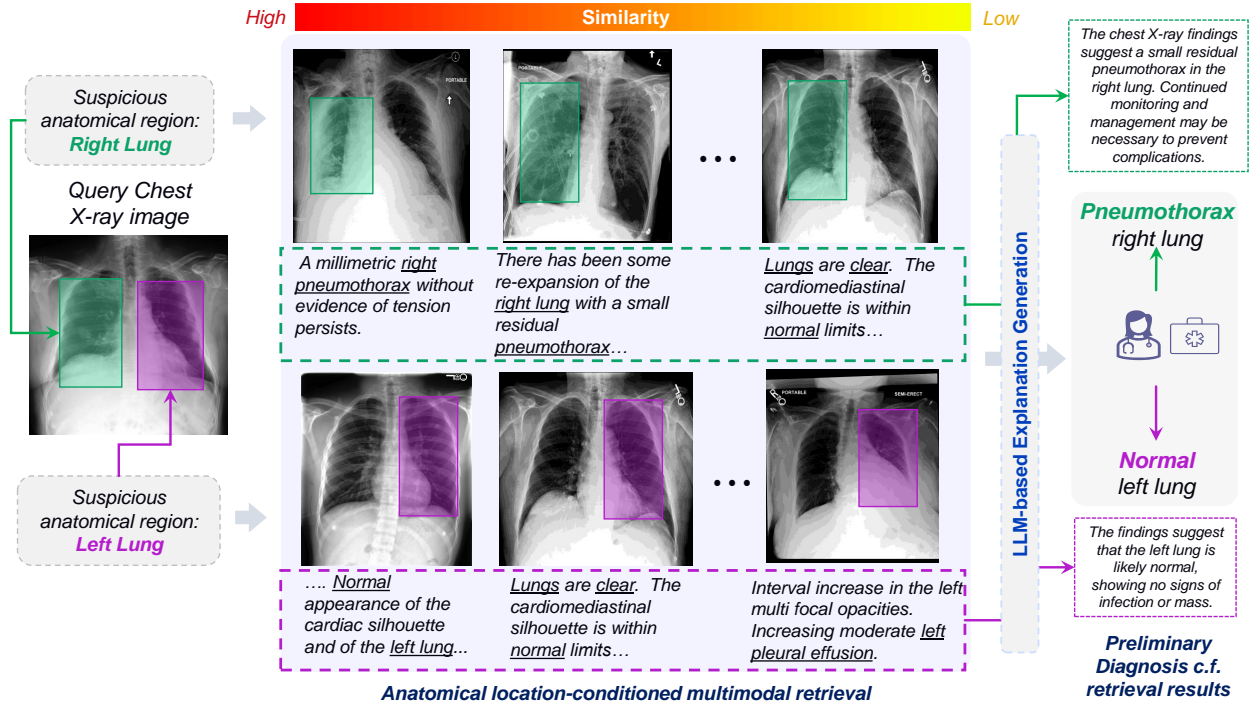 High
Similarity
Low
Suspicious
anatomical region:
Right Lung
Query Chest
X-ray image
Suspicious
anatomical region:
Left Lung
PORTABLE
L
PORTABLE
L
A millimetric right
pneumothorax without
evidence of tension
persists.
There has been some
re-expansion of the
right lung with a small
residual
pneumothorax…
Lungs are clear. The
cardiomediastinal
silhouette is within
normal limits…
•••
PORTABLE
SEMI-ERECT
•••
…. Normal
appearance of the
cardiac silhouette
and of the left lung...
Lungs are clear. The
cardiomediastinal
silhouette is within
normal limits…
Interval increase in the left
multi focal opacities.
Increasing moderate left
pleural effusion.
Anatomical location-conditioned multimodal retrieval
LLM-based Explanation Generation
The chest X-ray findings
suggest a small residual
pneumothorax in the
right lung. Continued
monitoring and
management may be
necessary to prevent
complications.
Pneumothorax
right lung
Normal
left lung
The findings suggest
that the left lung is
likely normal,
showing no signs of
infection or mass.
Preliminary
Diagnosis c.f.
retrieval results